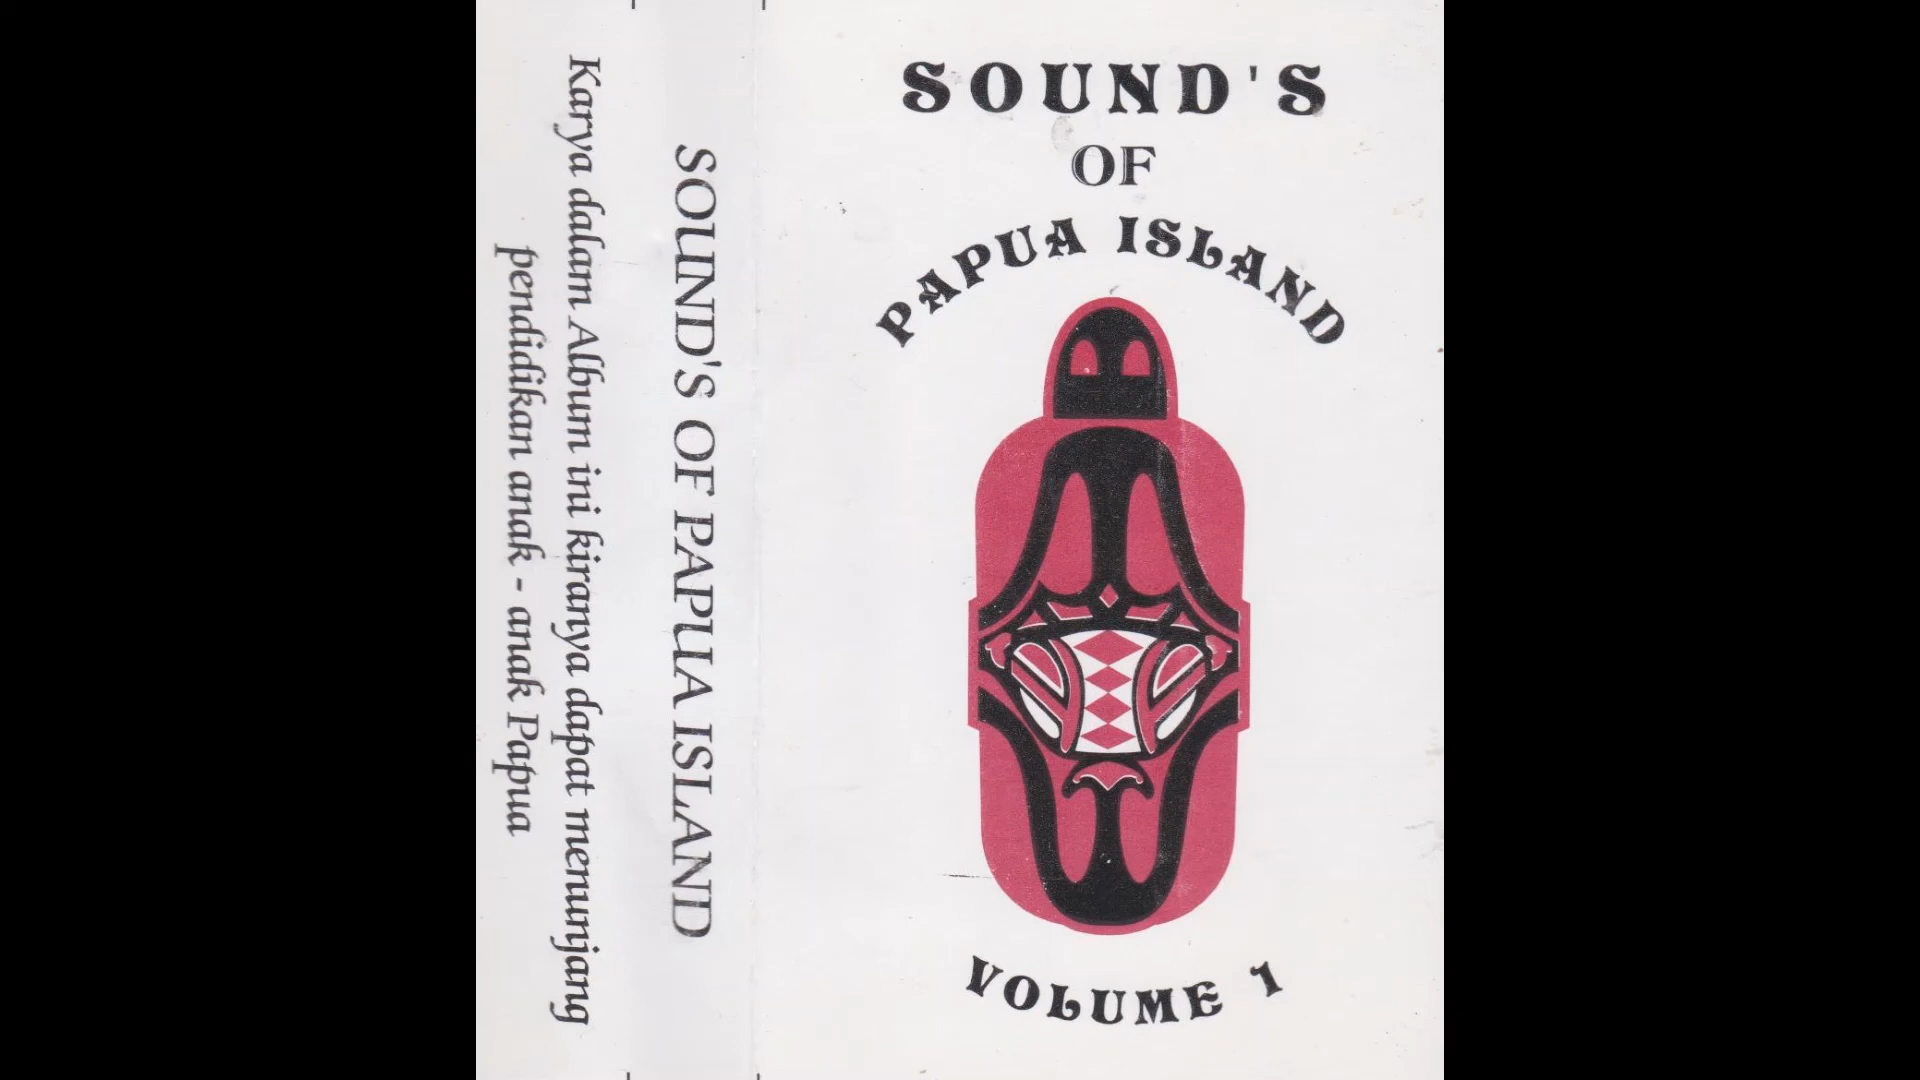 Karya dalam Album ini kiranya dapat menunjang
pendidikan anak - anak Papua
SOUND'S OF PAPUA ISLAND
SOUND'S
OF
PAPUA ISLAND
VOLUME 1